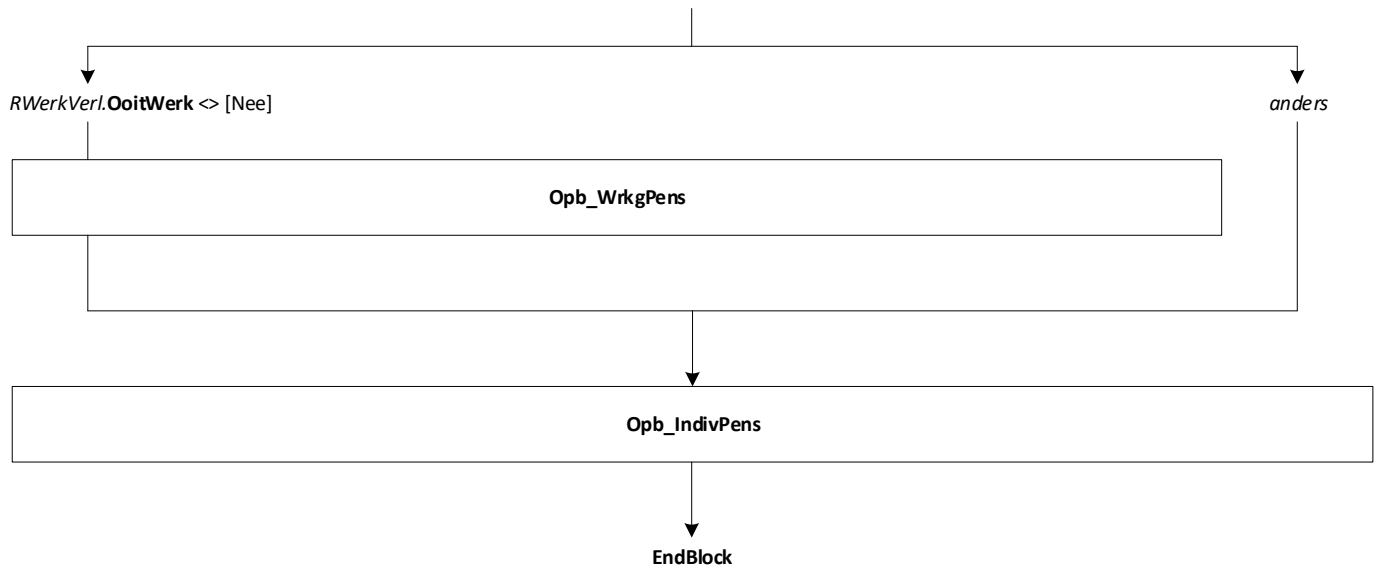 RWerkVerl.OoitWerk <> [Nee]
anders
Opb_WrkgPens
Opb_IndivPens
EndBlock